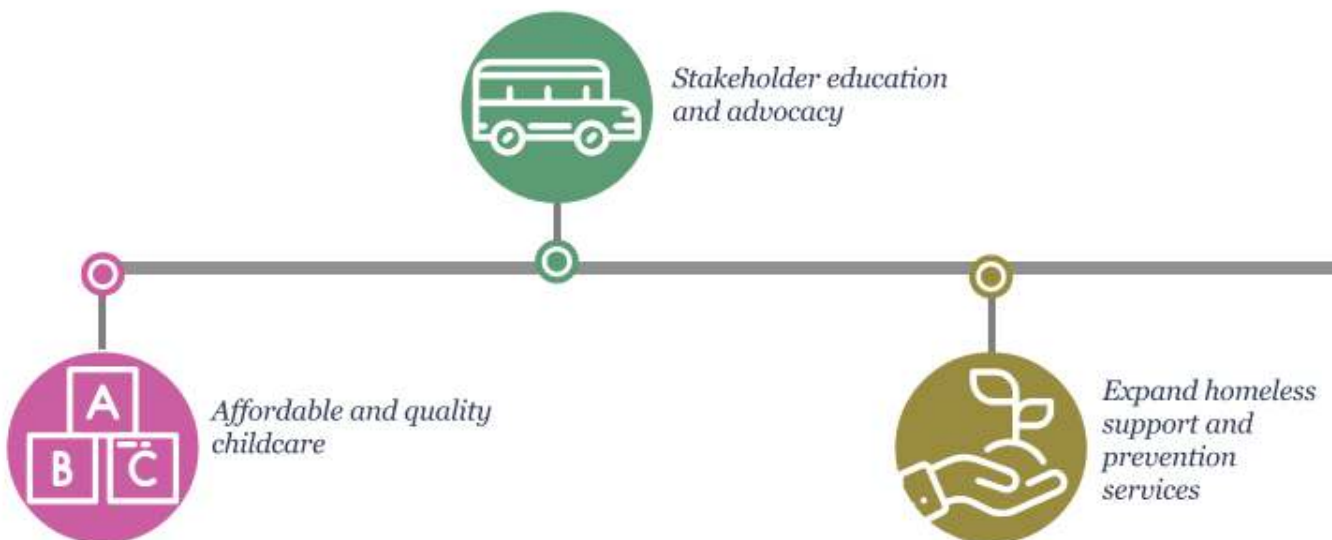 Stakeholder education
and advocacy
A
B
C
Affordable and quality
childcare
Expand homeless
support and
prevention
services